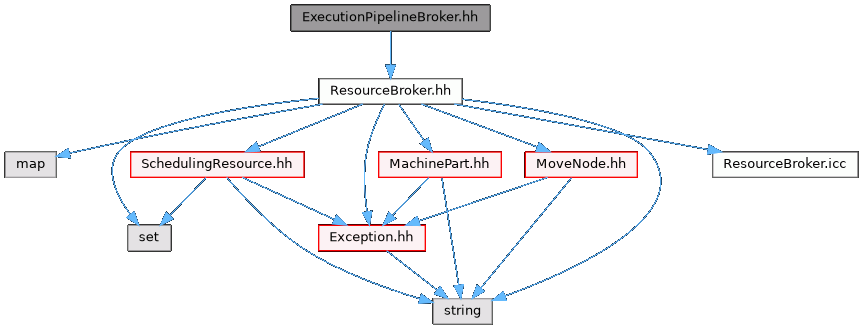 ExecutionPipelineBroker.hh
ResourceBroker.hh
map
SchedulingResource.hh
MachinePart.hh
MoveNode.hh
ResourceBroker.icc
set
Exception.hh
string